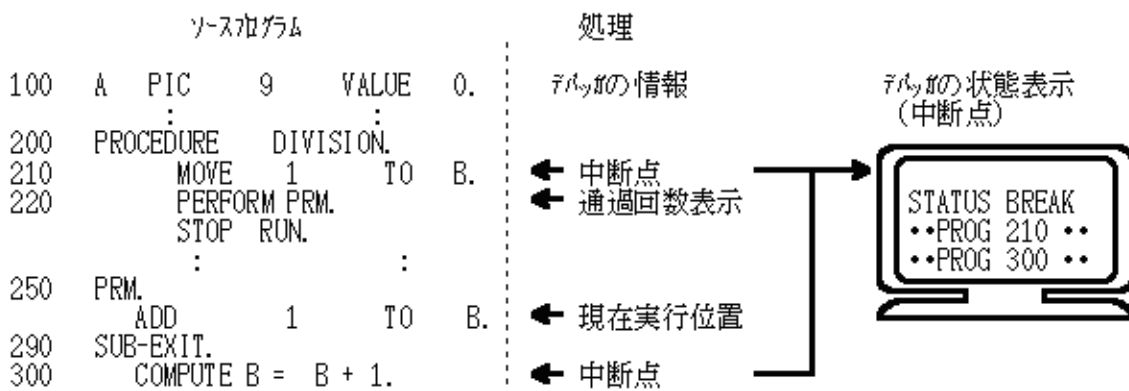 ソースプログラム 処理
100 A PIC 9 VALUE 0. デバッガの情報 デバッガの状態表示
: : (中断点)
200 PROCEDURE DIVISION.
210 MOVE 1 TO B. 中断点
220 PERFORM PRM. 通過回数表示
STOP RUN.
: :
250 PRM.
ADD 1 TO B. 現在実行位置
290 SUB-EXIT.
300 COMPUTE B = B + 1. 中断点
STATUS BREAK
··PROG 210 ··
··PROG 300 ··